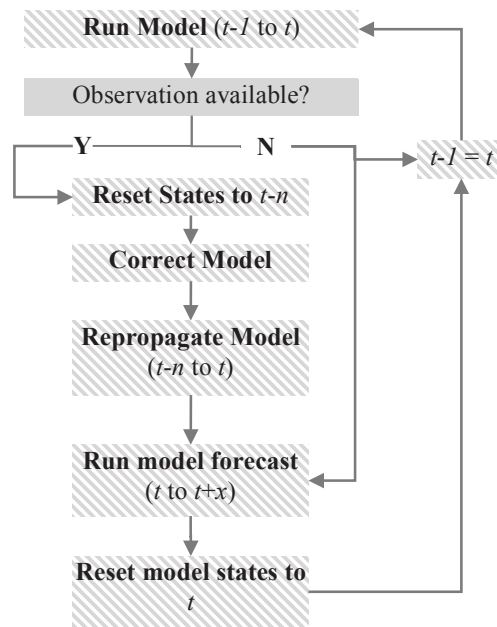 Run Model (t-1 to t)
Observation available?
Y
N
t-1 = t
Reset States to t-n
Correct Model
Repropagate Model
(t-n to t)
Run model forecast
(t to t+x)
Reset model states to
t